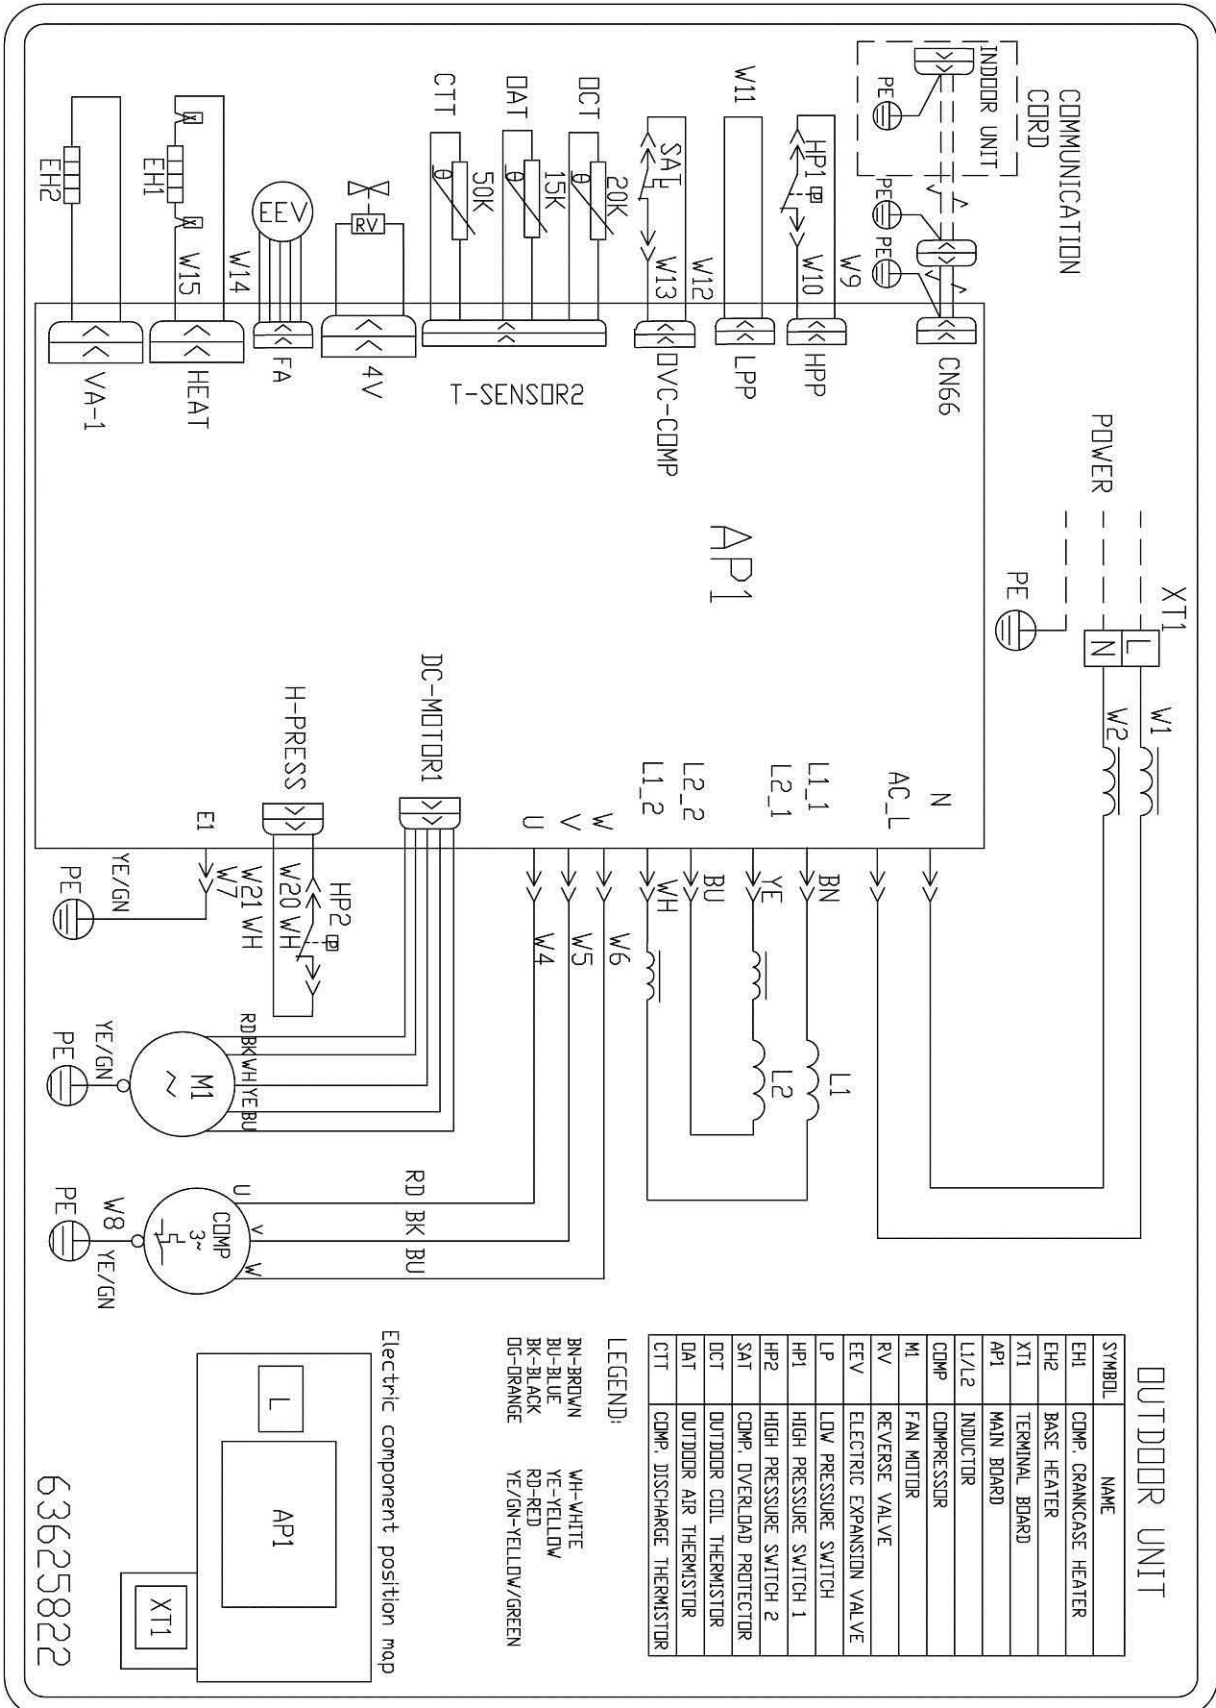 OUTDOOR UNIT
COMMUNICATION
CORD
INDOOR UNIT
PE
PE
PE
CN66
POWER
PE
XT1
L
N
W1
W2
N
AC_L
HP1
P
W9
W10
HPP
W11
LPP
SAT
W12
W13
OVC-COMP
OCT
20K
θ
OAT
15K
θ
CTT
50K
θ
T-SENSOR2
RV
4V
EEV
FA
EH1
W14
W15
HEAT
EH2
VA-1
AP1
L1_1
L2_1
L2_2
L1_2
BN
YE
BU
WH
L1
L2
W
V
U
W6
W5
W4
RD
BK
BU
DC-MOTOR1
RD
BK
WH
YE
BU
M1
~
YE/GN
PE
H-PRESS
HP2
P
W20 WH
W21 WH
E1
W7
YE/GN
PE
COMP
3~
U
V
W
W8
YE/GN
PE
SYMBOL NAME
EH1 COMP. CRANKCASE HEATER
EH2 BASE HEATER
XT1 TERMINAL BOARD
AP1 MAIN BOARD
L1/L2 INDUCTOR
COMP COMPRESSOR
M1 FAN MOTOR
RV REVERSE VALVE
EEV ELECTRIC EXPANSION VALVE
LP LOW PRESSURE SWITCH
HP1 HIGH PRESSURE SWITCH 1
HP2 HIGH PRESSURE SWITCH 2
SAT COMP. OVERLOAD PROTECTOR
OCT OUTDOOR COIL THERMISTOR
OAT OUTDOOR AIR THERMISTOR
CTT COMP. DISCHARGE THERMISTOR
LEGEND:
BN-BROWN WH-WHITE
BU-BLUE YE-YELLOW
BK-BLACK RD-RED
OG-ORANGE YE/GN-YELLOW/GREEN
Electric component position map
L
AP1
XT1
63625822